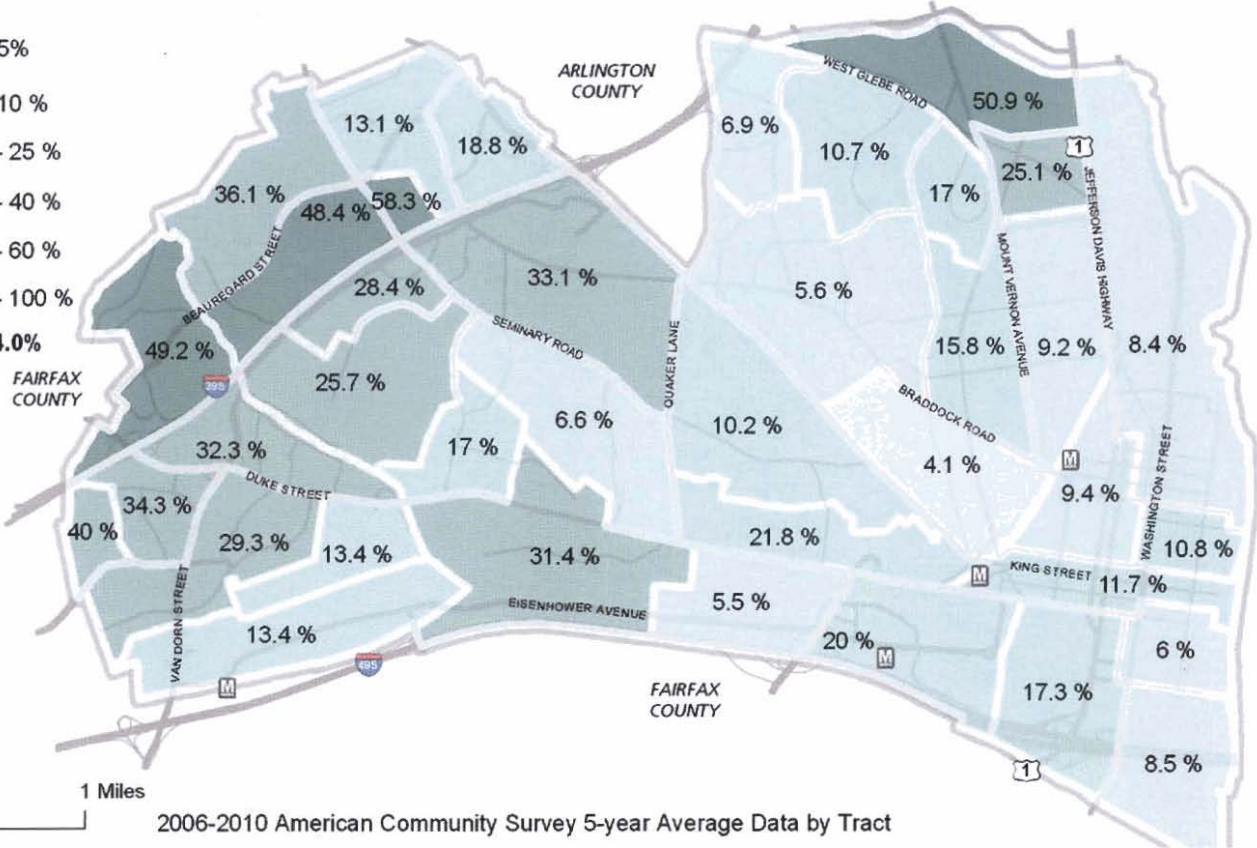 5%
10 %
- 25 %
- 40 %
- 60 %
- 100 %
4.0%
FAIRFAX
COUNTY
ARLINGTON
COUNTY
WEST GLEBE ROAD
50.9 %
13.1 %
18.8 %
6.9 %
10.7 %
1
36.1 %
48.4 %
58.3 %
17 %
25.1 %
JEFFERSON DAVIS HIGHWAY
BEAUREGARD STREET
28.4 %
33.1 %
5.6 %
MOUNT VERNON AVENUE
49.2 %
395
SEMINARY ROAD
QUAKER LANE
15.8 %
9.2 %
8.4 %
25.7 %
6.6 %
10.2 %
BRADDOCK ROAD
32.3 %
17 %
4.1 %
M
DUKE STREET
9.4 %
WASHINGTON STREET
34.3 %
40 %
29.3 %
13.4 %
31.4 %
21.8 %
10.8 %
M
KING STREET
11.7 %
VAN DORN STREET
EISENHOWER AVENUE
5.5 %
13.4 %
20 %
6 %
M
495
M
FAIRFAX
COUNTY
17.3 %
8.5 %
1
1 Miles
2006-2010 American Community Survey 5-year Average Data by Tract